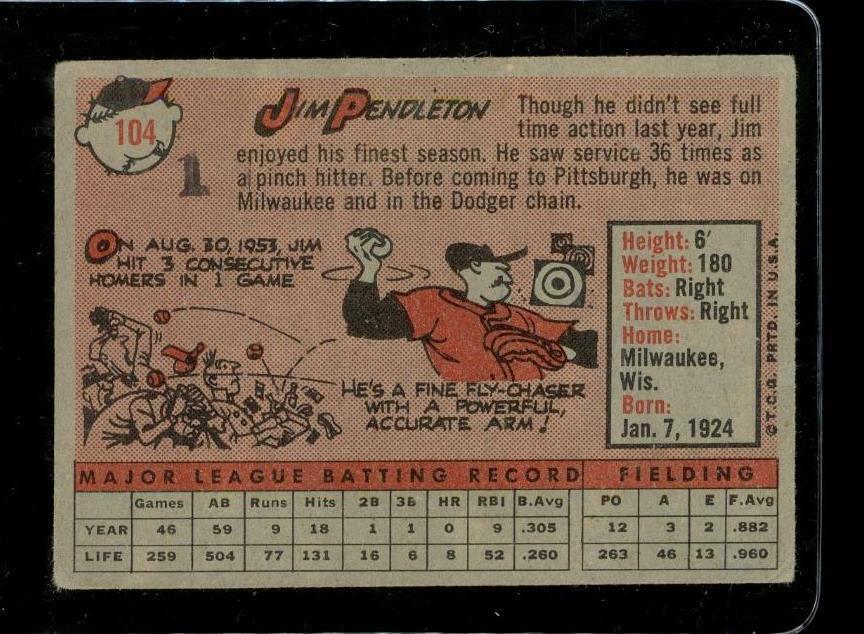 104
1
JIM PENDLETON
Though he didn't see full
time action last year, Jim
enjoyed his finest season. He saw service 36 times as
a pinch hitter. Before coming to Pittsburgh, he was on
Milwaukee and in the Dodger chain.
ON AUG. 30, 1953, JIM
HIT 3 CONSECUTIVE
HOMERS IN 1 GAME
HE'S A FINE FLY-CHASER
WITH A POWERFUL,
ACCURATE ARM!
Height: 6'
Weight: 180
Bats: Right
Throws: Right
Home:
Milwaukee,
Wis.
Born:
Jan. 7, 1924
© T.C.G. PRTD. IN U.S.A.
MAJOR LEAGUE BATTING RECORD FIELDING
Games AB Runs Hits 2B 3B HR RBI B.Avg PO A E F.Avg
YEAR 46 59 9 18 1 1 0 9 .305 12 3 2 .882
LIFE 259 504 77 131 16 6 8 52 .260 263 46 13 .960